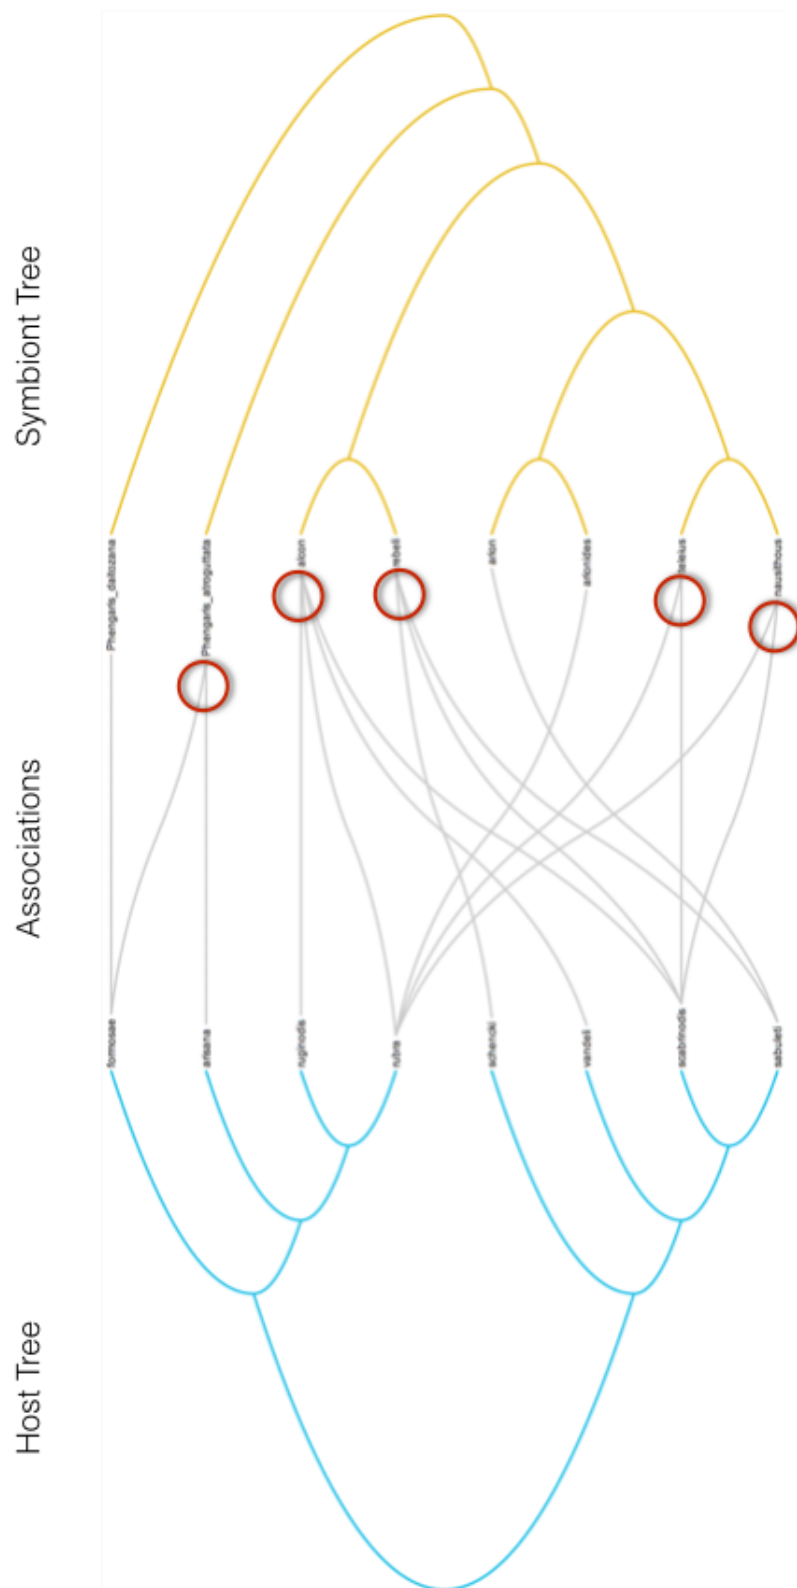 Symbiont Tree
Phengaris_daitozana
Phengaris_atroguttata
alcon
rebeli
arion
arionides
teleius
nausithous
Associations
formosae
arisana
ruginodis
rubra
schencki
vandeli
scabrinodis
sabuleti
Host Tree